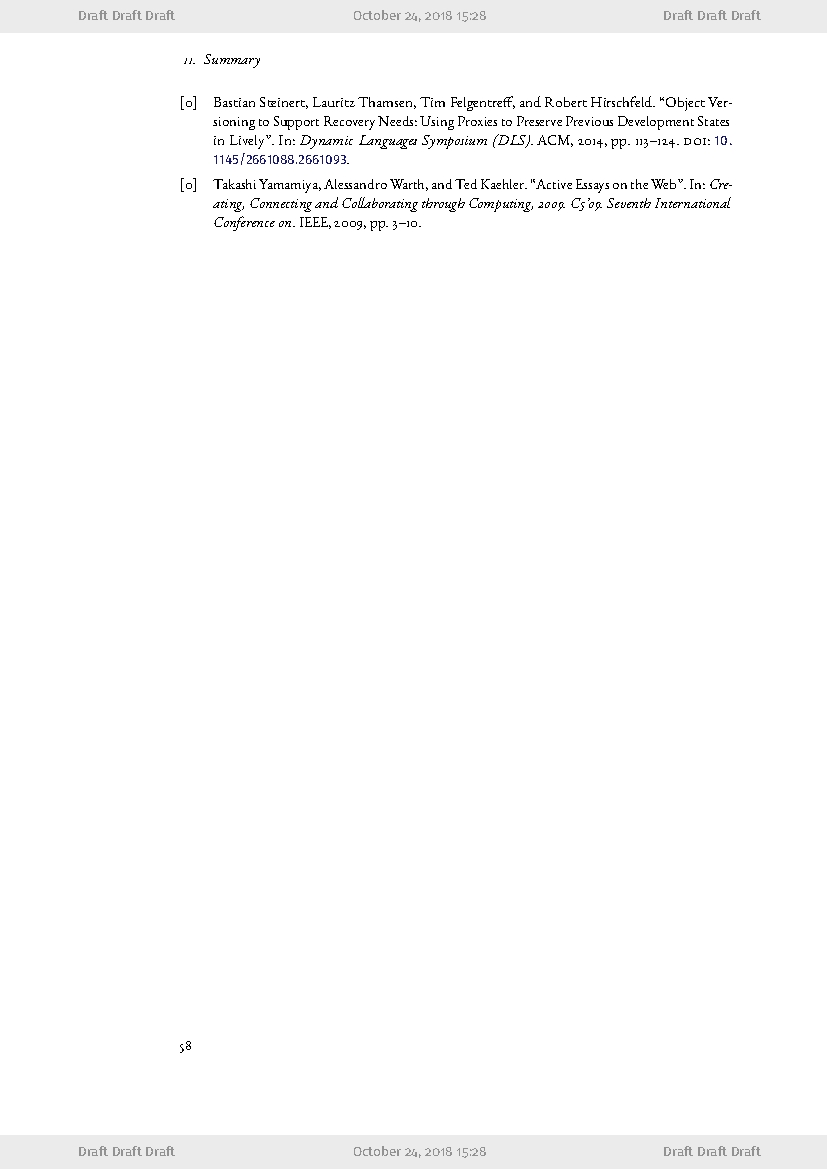 Draft Draft Draft October 24, 2018 15:28 Draft Draft Draft
11. Summary
[0] Bastian Steinert, Lauritz Thamsen, Tim Felgentreff, and Robert Hirschfeld. “Object Ver-
sioning to Support Recovery Needs: Using Proxies to Preserve Previous Development States
in Lively”. In: Dynamic Languages Symposium (DLS). ACM, 2014, pp. 113–124. DOI: 10.
1145/2661088.2661093.
[0] Takashi Yamamiya, Alessandro Warth, and Ted Kaehler. “Active Essays on the Web”. In: Cre-
ating, Connecting and Collaborating through Computing, 2009. C5’09. Seventh International
Conference on. IEEE, 2009, pp. 3–10.
58
Draft Draft Draft October 24, 2018 15:28 Draft Draft Draft